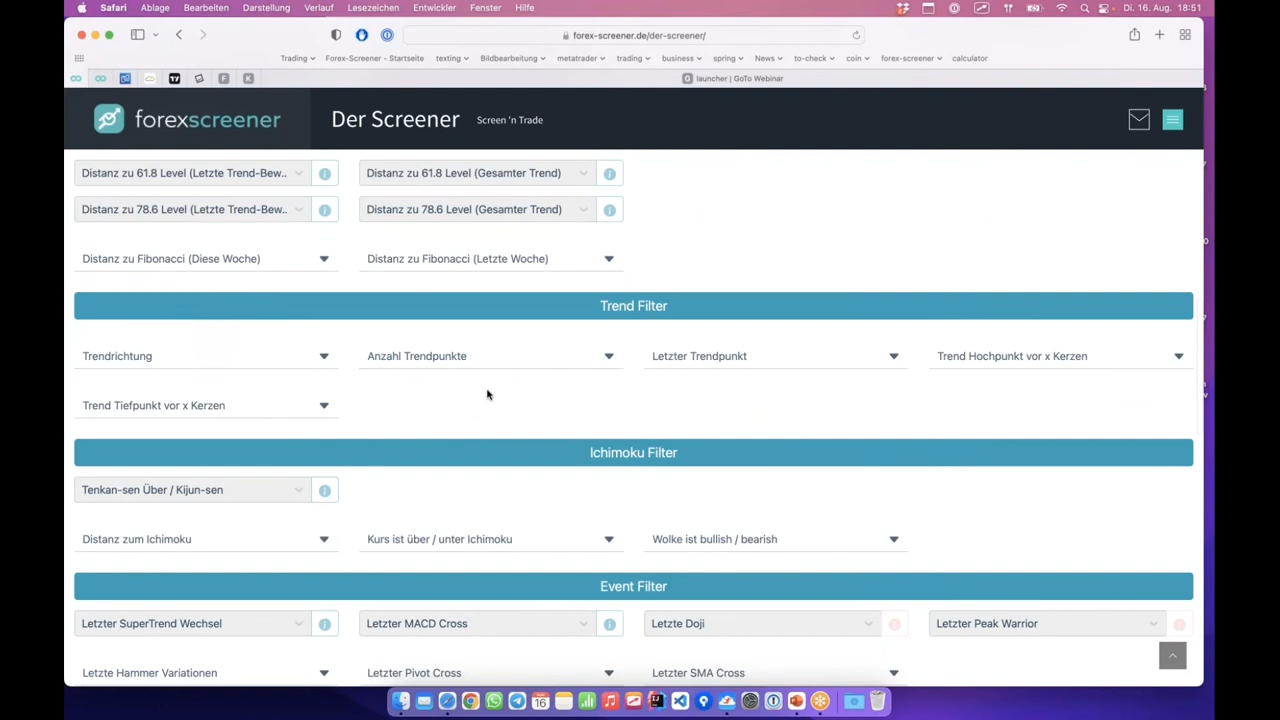 Safari Ablage Bearbeiten Darstellung Verlauf Lesezeichen Entwickler Fenster Hilfe Di. 16. Aug. 18:51
forex-screener.de/der-screener/
Trading Forex-Screener - Startseite texting Bildbearbeitung metatrader trading business spring News to-check coin forex-screener calculator
launcher | GoTo Webinar
forexscreener Der Screener Screen 'n Trade
Distanz zu 61.8 Level (Letzte Trend-Bew.. Distanz zu 61.8 Level (Gesamter Trend)
Distanz zu 78.6 Level (Letzte Trend-Bew.. Distanz zu 78.6 Level (Gesamter Trend)
Distanz zu Fibonacci (Diese Woche) Distanz zu Fibonacci (Letzte Woche)
Trend Filter
Trendrichtung Anzahl Trendpunkte Letzter Trendpunkt Trend Hochpunkt vor x Kerzen
Trend Tiefpunkt vor x Kerzen
Ichimoku Filter
Tenkan-sen Über / Kijun-sen
Distanz zum Ichimoku Kurs ist über / unter Ichimoku Wolke ist bullish / bearish
Event Filter
Letzter SuperTrend Wechsel Letzter MACD Cross Letzte Doji Letzter Peak Warrior
Letzte Hammer Variationen Letzter Pivot Cross Letzter SMA Cross
16